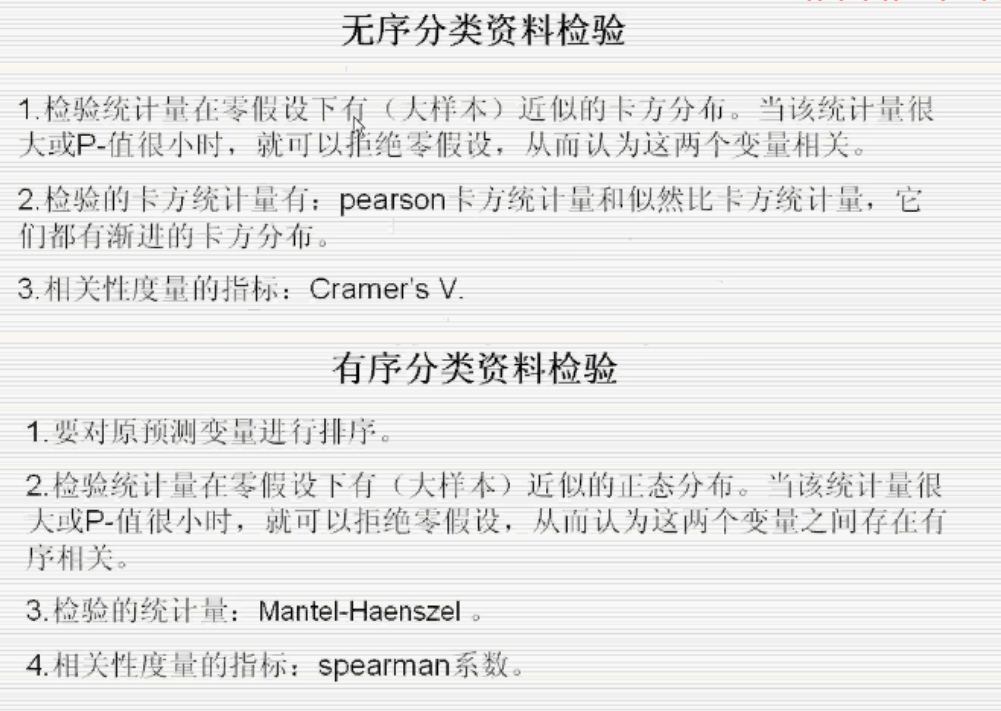 无序分类资料检验
1.检验统计量在零假设下有（大样本）近似的卡方分布。当该统计量很
大或P-值很小时，就可以拒绝零假设，从而认为这两个变量相关。
2.检验的卡方统计量有：pearson卡方统计量和似然比卡方统计量，它
们都有渐进的卡方分布。
3.相关性度量的指标：Cramer's V.
有序分类资料检验
1.要对原预测变量进行排序。
2.检验统计量在零假设下有（大样本）近似的正态分布。当该统计量很
大或P-值很小时，就可以拒绝零假设，从而认为这两个变量之间存在有
序相关。
3.检验的统计量：Mantel-Haenszel 。
4.相关性度量的指标：spearman系数。